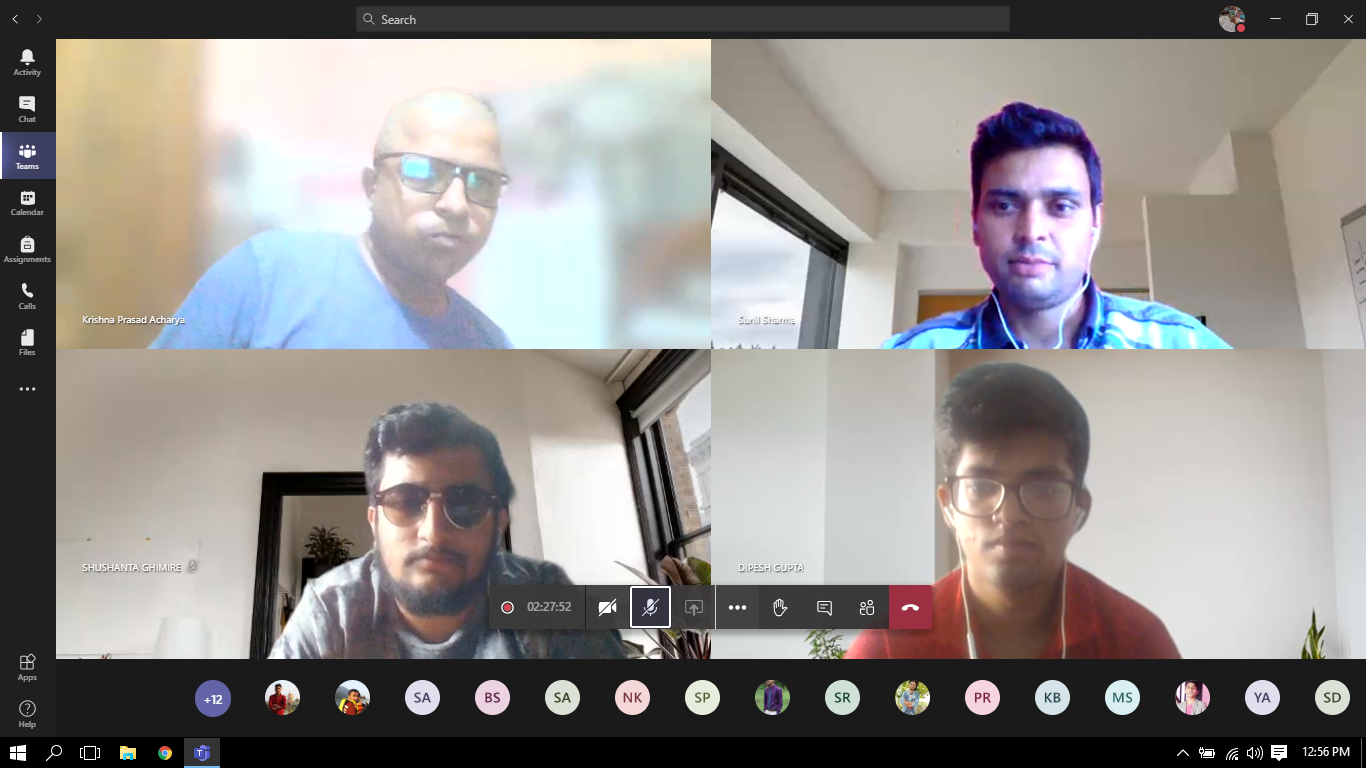 Search
Activity
Chat
Teams
Calendar
Assignments
Calls
Files
Apps
Help
Krishna Prasad Acharya
Sunil Sharma
SHUSHANTA GHIMIRE
DIPESH GUPTA
02:27:52
+12
SA
BS
SA
NK
SP
SR
PR
KB
MS
YA
SD
12:56 PM